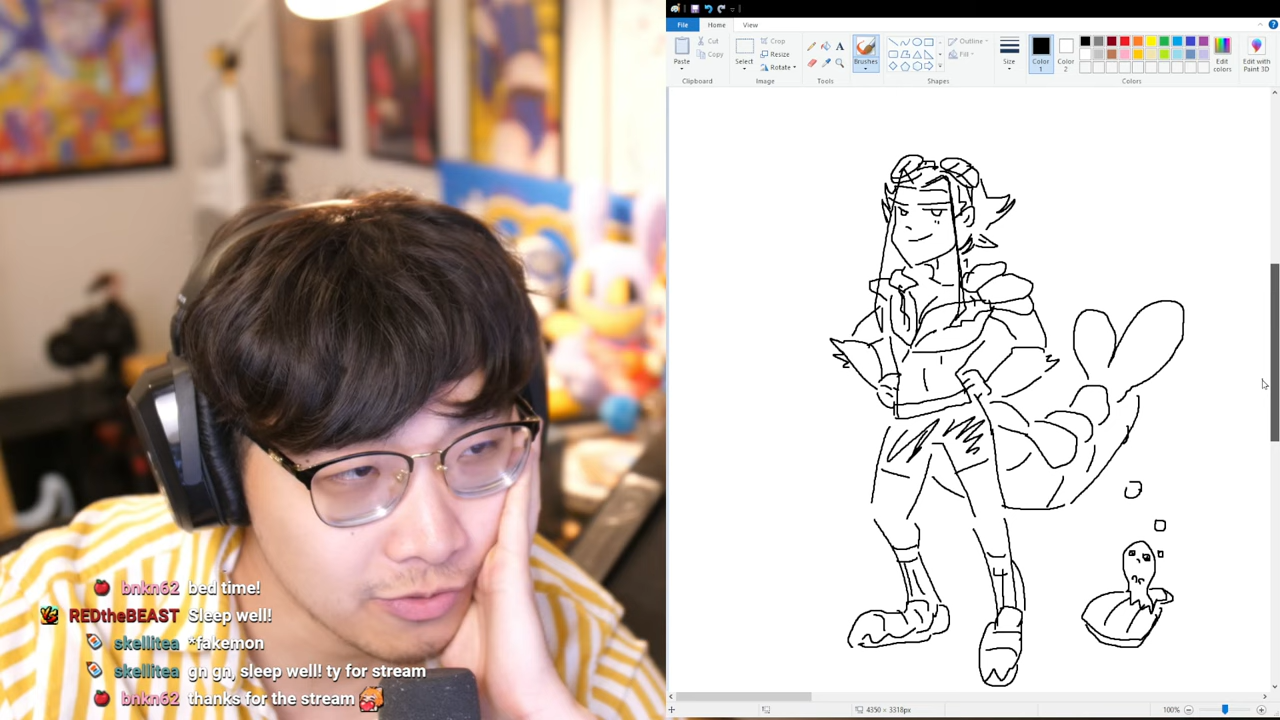 File Home View
Cut
Copy
Paste
Clipboard
Crop
Resize
Rotate
Select
Image
A
Tools
Brushes
Outline
Fill
Shapes
Size
Color 1
Color 2
Edit colors
Edit with Paint 3D
Colors
bnkn62 bed time!
REDtheBEAST Sleep well!
skellitea *fakemon
skellitea gn gn, sleep well! ty for stream
bnkn62 thanks for the stream
4350 × 3318px
100%